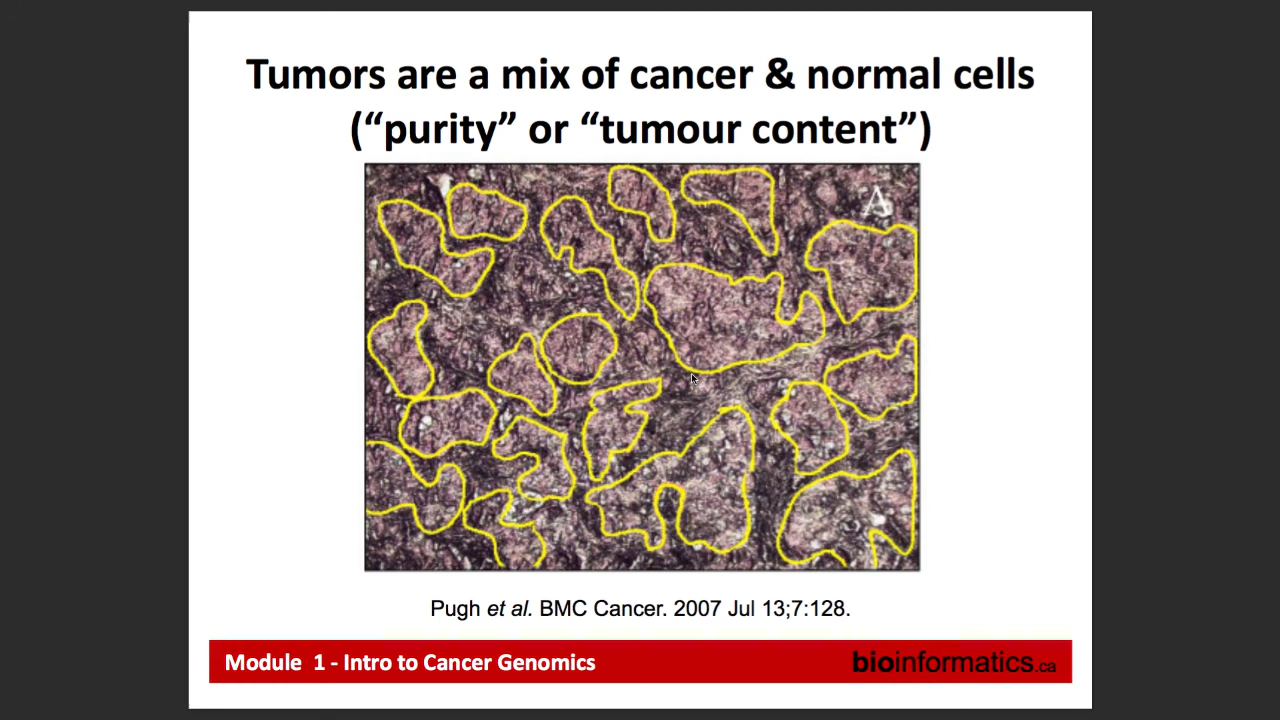 Tumors are a mix of cancer & normal cells
(“purity” or “tumour content”)
A
Pugh et al. BMC Cancer. 2007 Jul 13;7:128.
Module 1 - Intro to Cancer Genomics
bioinformatics.ca